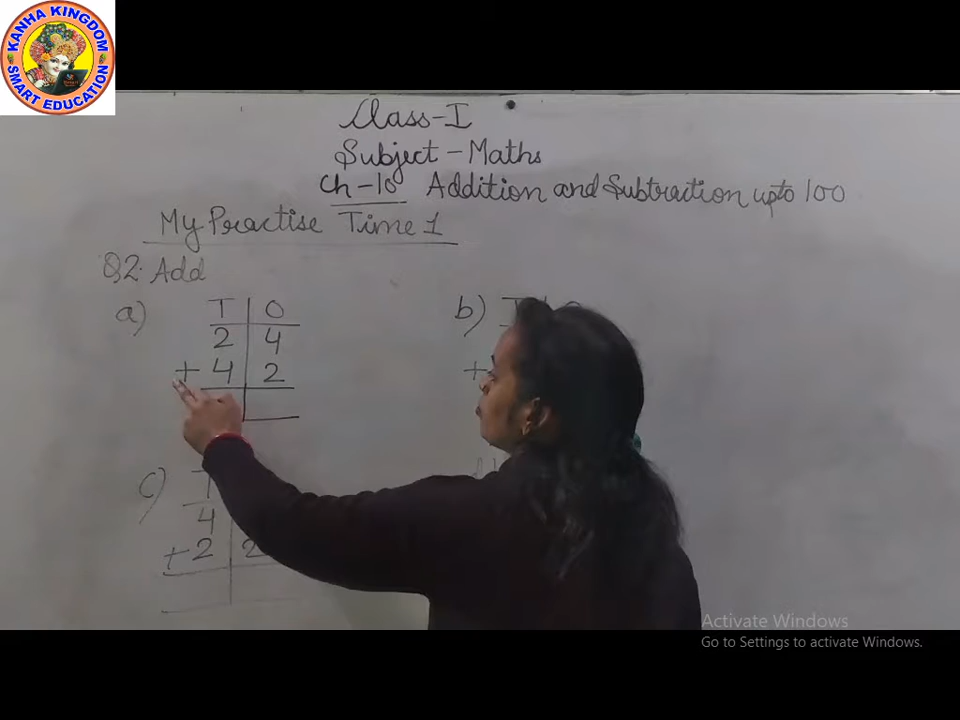 KANHA KINGDOM
SMART EDUCATION
Class-I
Subject - Maths
Ch-10 Addition and Subtraction upto 100
My Practise Time 1
Q2. Add
a) T | O
2 | 4
+ 4 | 2
b)
+
c) T
4
+ 2 | 2
Activate Windows
Go to Settings to activate Windows.